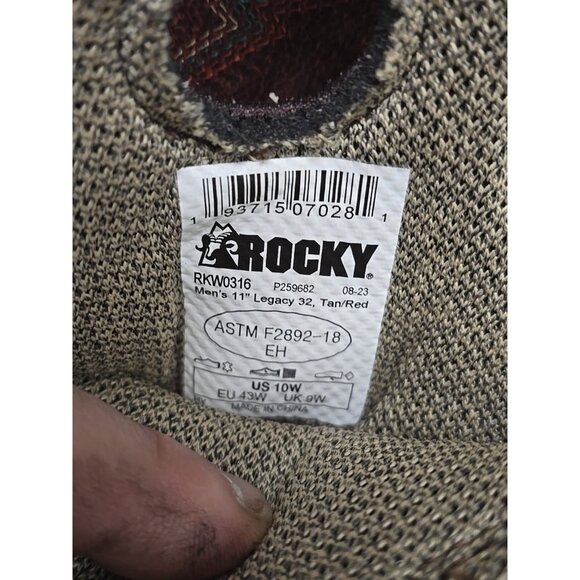 1 93715 07028 1
ROCKY®
RKW0316 P259682 08-23
Men's 11" Legacy 32, Tan/Red
ASTM F2892-18
EH
US 10W
EU 43W UK 9W
MADE IN CHINA